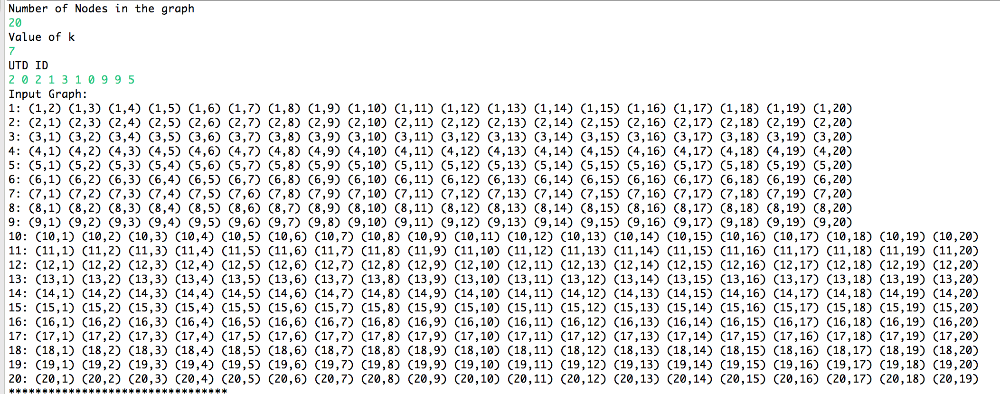 Number of Nodes in the graph
20
Value of k
7
UTD ID
2 0 2 1 3 1 0 9 9 5
Input Graph:
1: (1,2) (1,3) (1,4) (1,5) (1,6) (1,7) (1,8) (1,9) (1,10) (1,11) (1,12) (1,13) (1,14) (1,15) (1,16) (1,17) (1,18) (1,19) (1,20)
2: (2,1) (2,3) (2,4) (2,5) (2,6) (2,7) (2,8) (2,9) (2,10) (2,11) (2,12) (2,13) (2,14) (2,15) (2,16) (2,17) (2,18) (2,19) (2,20)
3: (3,1) (3,2) (3,4) (3,5) (3,6) (3,7) (3,8) (3,9) (3,10) (3,11) (3,12) (3,13) (3,14) (3,15) (3,16) (3,17) (3,18) (3,19) (3,20)
4: (4,1) (4,2) (4,3) (4,5) (4,6) (4,7) (4,8) (4,9) (4,10) (4,11) (4,12) (4,13) (4,14) (4,15) (4,16) (4,17) (4,18) (4,19) (4,20)
5: (5,1) (5,2) (5,3) (5,4) (5,6) (5,7) (5,8) (5,9) (5,10) (5,11) (5,12) (5,13) (5,14) (5,15) (5,16) (5,17) (5,18) (5,19) (5,20)
6: (6,1) (6,2) (6,3) (6,4) (6,5) (6,7) (6,8) (6,9) (6,10) (6,11) (6,12) (6,13) (6,14) (6,15) (6,16) (6,17) (6,18) (6,19) (6,20)
7: (7,1) (7,2) (7,3) (7,4) (7,5) (7,6) (7,8) (7,9) (7,10) (7,11) (7,12) (7,13) (7,14) (7,15) (7,16) (7,17) (7,18) (7,19) (7,20)
8: (8,1) (8,2) (8,3) (8,4) (8,5) (8,6) (8,7) (8,9) (8,10) (8,11) (8,12) (8,13) (8,14) (8,15) (8,16) (8,17) (8,18) (8,19) (8,20)
9: (9,1) (9,2) (9,3) (9,4) (9,5) (9,6) (9,7) (9,8) (9,10) (9,11) (9,12) (9,13) (9,14) (9,15) (9,16) (9,17) (9,18) (9,19) (9,20)
10: (10,1) (10,2) (10,3) (10,4) (10,5) (10,6) (10,7) (10,8) (10,9) (10,11) (10,12) (10,13) (10,14) (10,15) (10,16) (10,17) (10,18) (10,19) (10,20)
11: (11,1) (11,2) (11,3) (11,4) (11,5) (11,6) (11,7) (11,8) (11,9) (11,10) (11,12) (11,13) (11,14) (11,15) (11,16) (11,17) (11,18) (11,19) (11,20)
12: (12,1) (12,2) (12,3) (12,4) (12,5) (12,6) (12,7) (12,8) (12,9) (12,10) (12,11) (12,13) (12,14) (12,15) (12,16) (12,17) (12,18) (12,19) (12,20)
13: (13,1) (13,2) (13,3) (13,4) (13,5) (13,6) (13,7) (13,8) (13,9) (13,10) (13,11) (13,12) (13,14) (13,15) (13,16) (13,17) (13,18) (13,19) (13,20)
14: (14,1) (14,2) (14,3) (14,4) (14,5) (14,6) (14,7) (14,8) (14,9) (14,10) (14,11) (14,12) (14,13) (14,15) (14,16) (14,17) (14,18) (14,19) (14,20)
15: (15,1) (15,2) (15,3) (15,4) (15,5) (15,6) (15,7) (15,8) (15,9) (15,10) (15,11) (15,12) (15,13) (15,14) (15,16) (15,17) (15,18) (15,19) (15,20)
16: (16,1) (16,2) (16,3) (16,4) (16,5) (16,6) (16,7) (16,8) (16,9) (16,10) (16,11) (16,12) (16,13) (16,14) (16,15) (16,17) (16,18) (16,19) (16,20)
17: (17,1) (17,2) (17,3) (17,4) (17,5) (17,6) (17,7) (17,8) (17,9) (17,10) (17,11) (17,12) (17,13) (17,14) (17,15) (17,16) (17,18) (17,19) (17,20)
18: (18,1) (18,2) (18,3) (18,4) (18,5) (18,6) (18,7) (18,8) (18,9) (18,10) (18,11) (18,12) (18,13) (18,14) (18,15) (18,16) (18,17) (18,19) (18,20)
19: (19,1) (19,2) (19,3) (19,4) (19,5) (19,6) (19,7) (19,8) (19,9) (19,10) (19,11) (19,12) (19,13) (19,14) (19,15) (19,16) (19,17) (19,18) (19,20)
20: (20,1) (20,2) (20,3) (20,4) (20,5) (20,6) (20,7) (20,8) (20,9) (20,10) (20,11) (20,12) (20,13) (20,14) (20,15) (20,16) (20,17) (20,18) (20,19)
*********************************